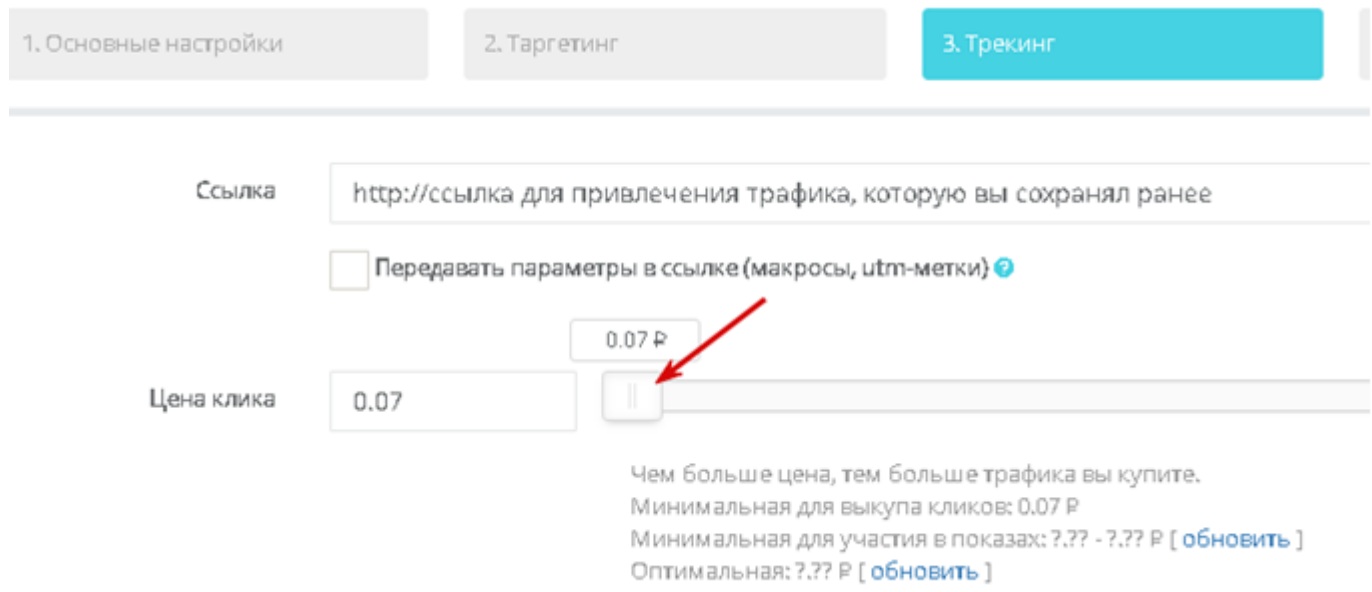 1. Основные настройки
2. Таргетинг
3. Трекинг
Ссылка
http://ссылка для привлечения трафика, которую вы сохранял ранее
Передавать параметры в ссылке (макросы, utm-метки) ?
0.07 ₽
Цена клика
0.07
Чем больше цена, тем больше трафика вы купите.
Минимальная для выкупа кликов: 0.07 ₽
Минимальная для участия в показах: ?.?? - ?.?? ₽ [ обновить ]
Оптимальная: ?.?? ₽ [ обновить ]